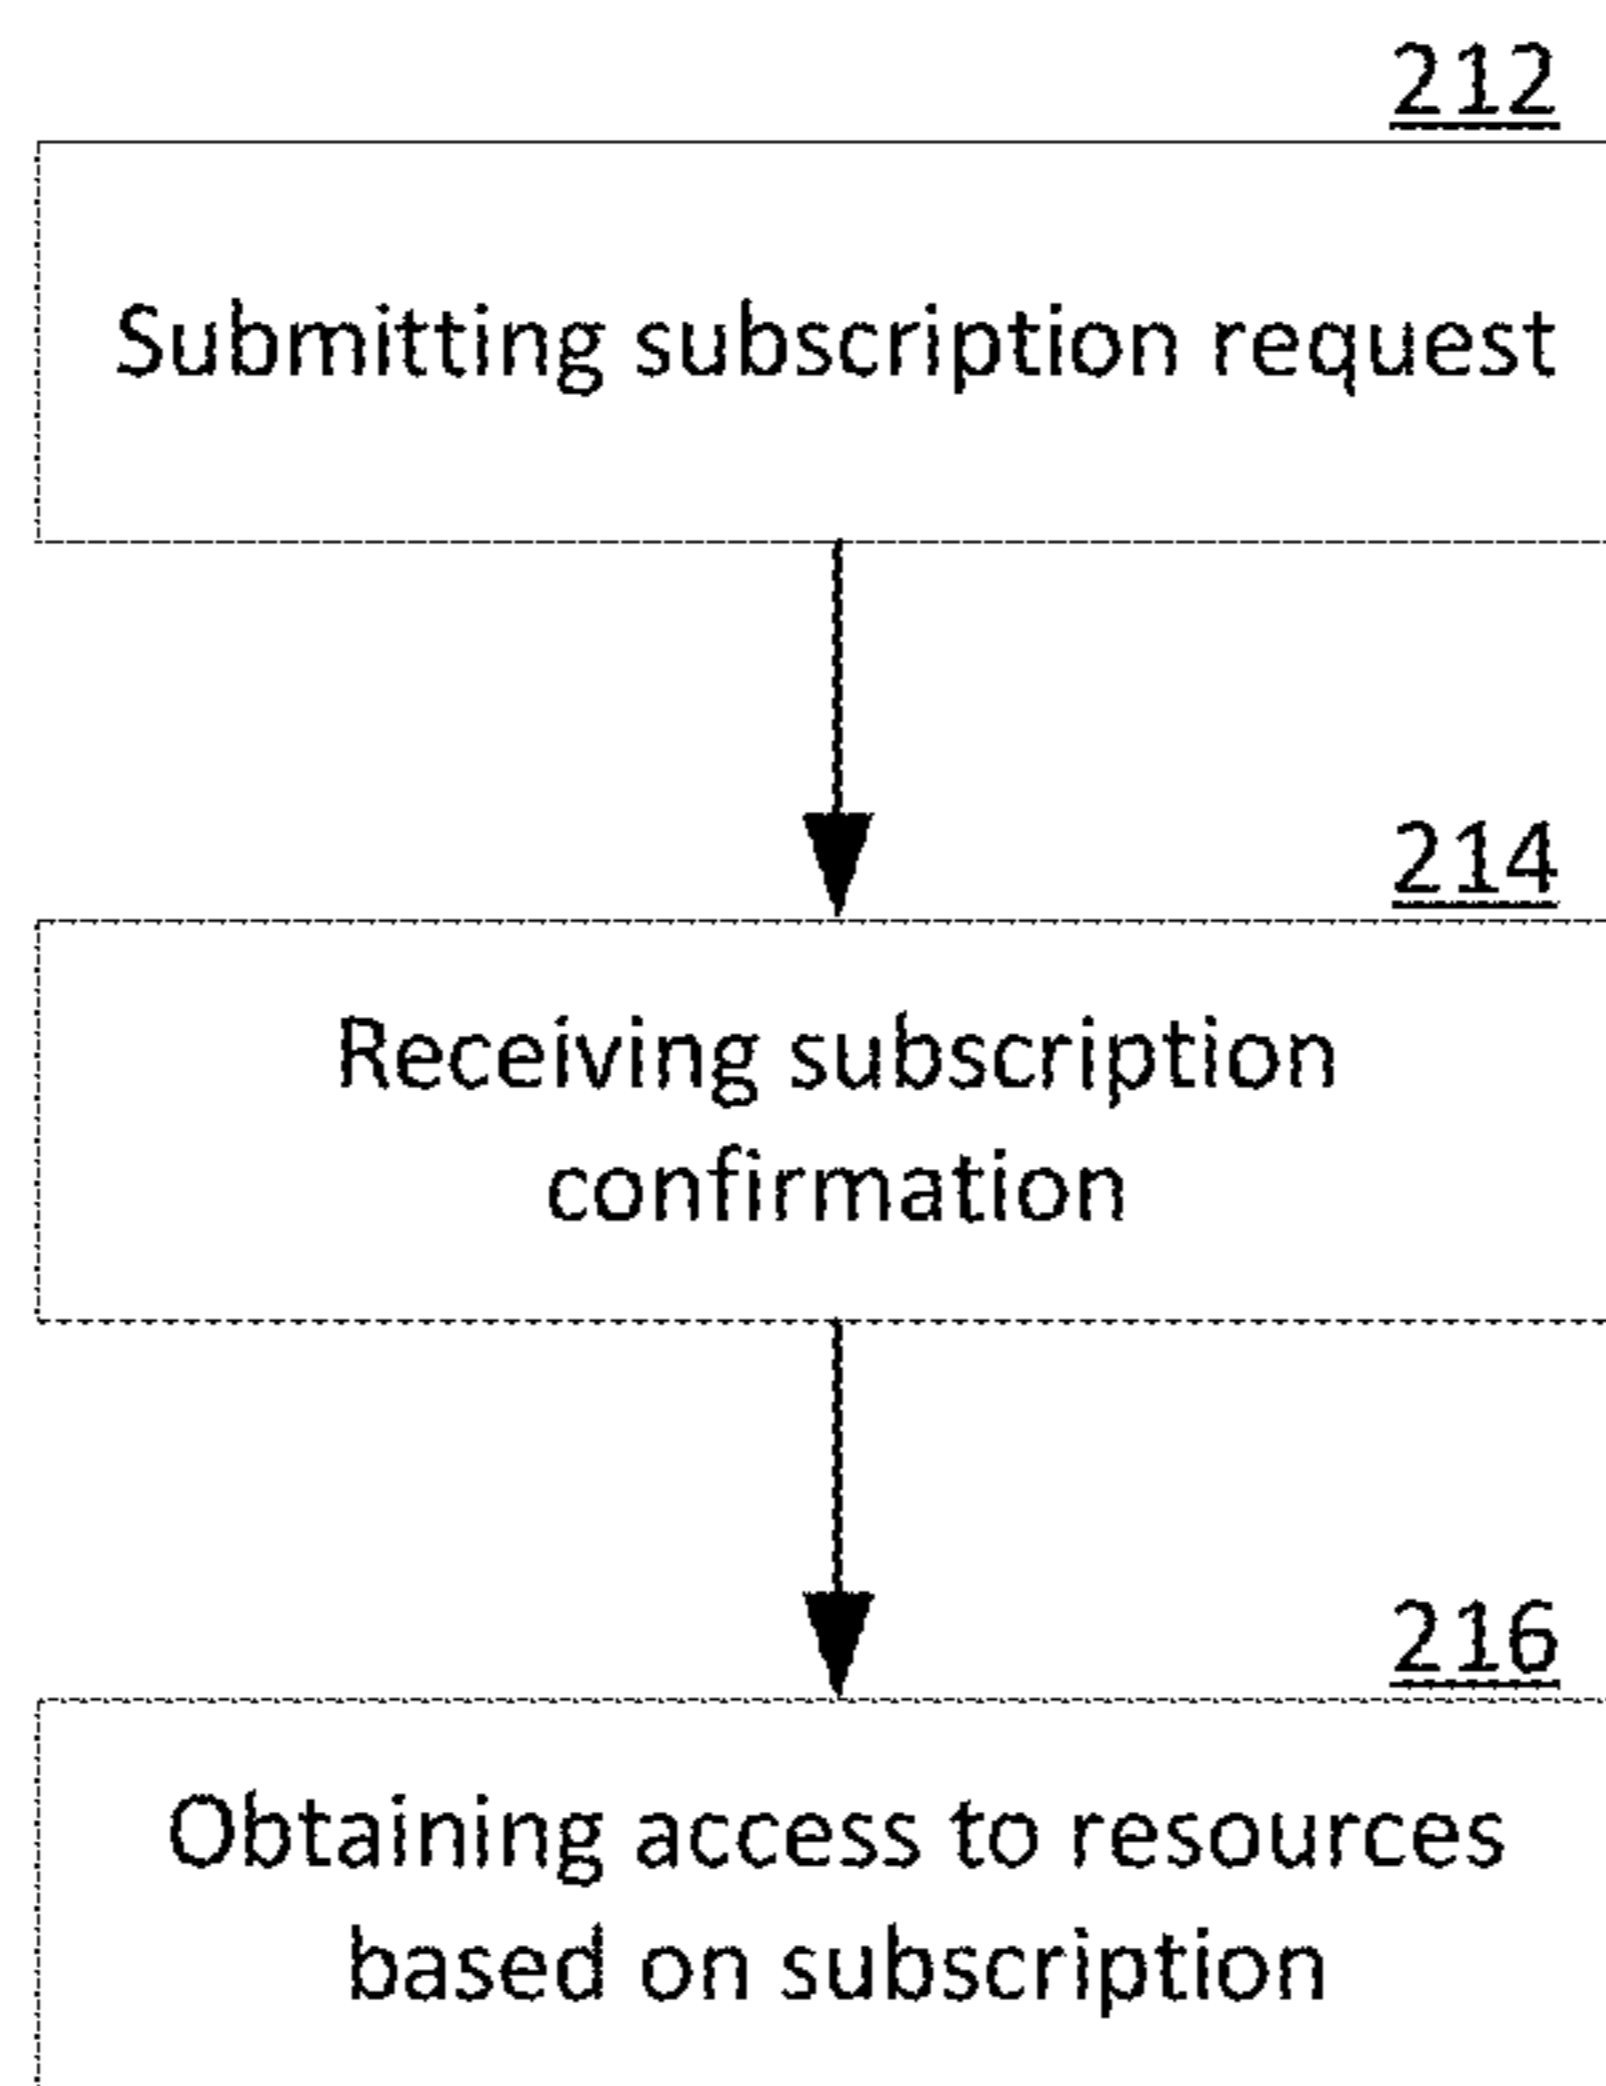 212
Submitting subscription request
214
Receiving subscription
confirmation
216
Obtaining access to resources
based on subscription